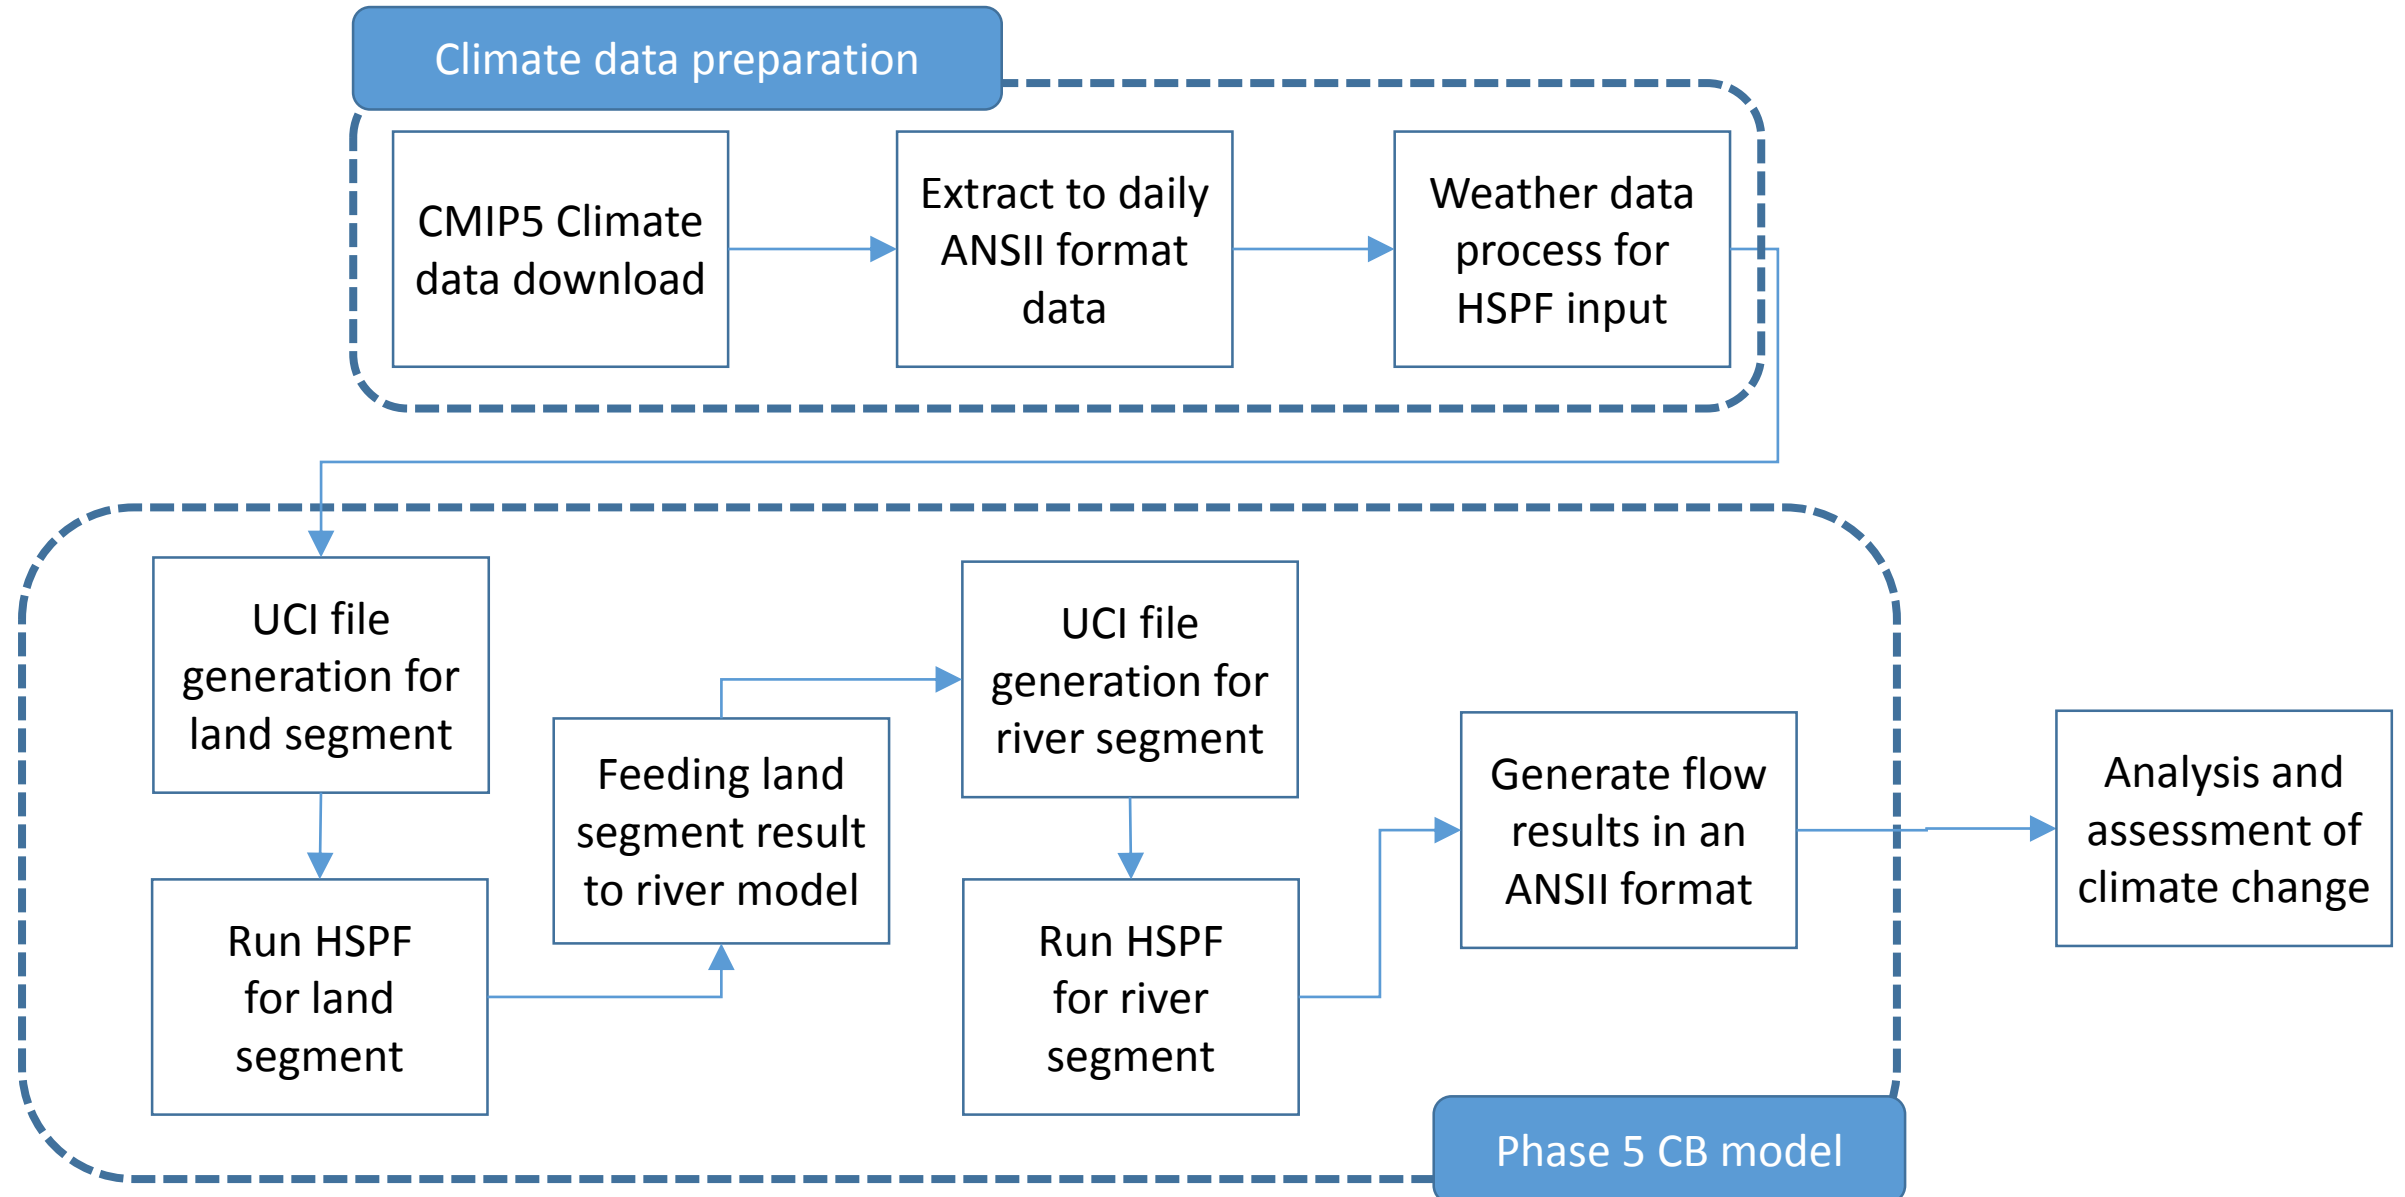 Climate data preparation
CMIP5 Climate
data download
Extract to daily
ANSII format
data
Weather data
process for
HSPF input
UCI file
generation for
land segment
Run HSPF
for land
segment
Feeding land
segment result
to river model
UCI file
generation for
river segment
Run HSPF
for river
segment
Generate flow
results in an
ANSII format
Analysis and
assessment of
climate change
Phase 5 CB model